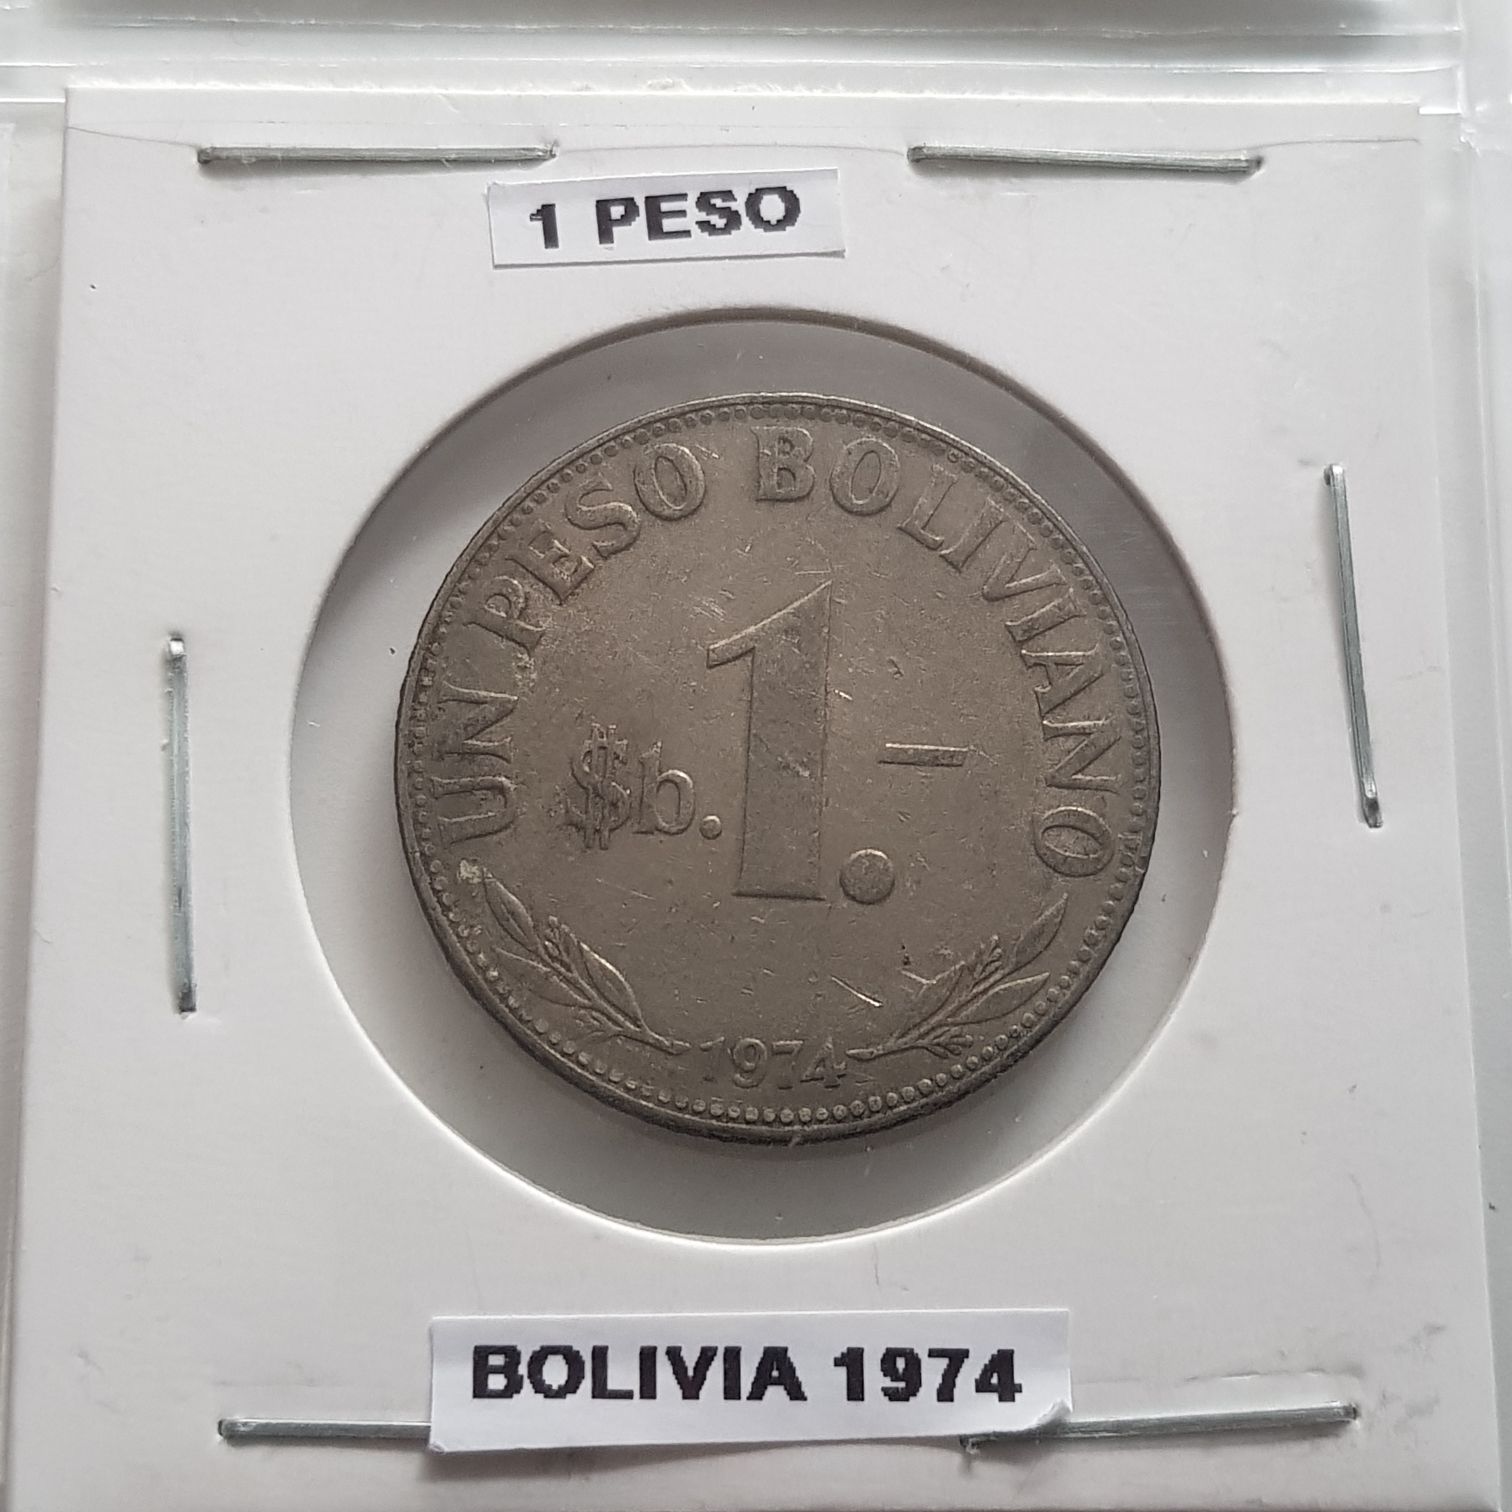 1 PESO
UN PESO BOLIVIANO
$b. 1.-
1974
BOLIVIA 1974